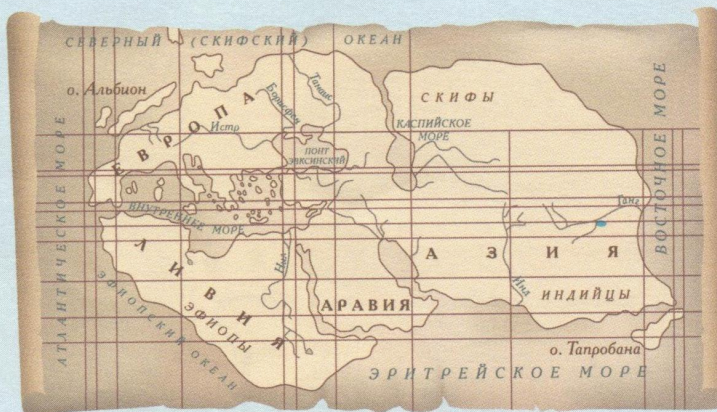 СЕВЕРНЫЙ (СКИФСКИЙ) ОКЕАН
о. Альбион
ЕВРОПА
Истр
Борисфен
Танаис
СКИФЫ
КАСПИЙСКОЕ
МОРЕ
ПОНТ
ЭВКСИНСКИЙ
ВОСТОЧНОЕ МОРЕ
АТЛАНТИЧЕСКОЕ МОРЕ
ВНУТРЕННЕЕ МОРЕ
Ганг
ЛИВИЯ
Нил
АЗИЯ
Инд
ИНДИЙЦЫ
АРАВИЯ
ЭФИОПЫ
ЭФИОПСКИЙ ОКЕАН
о. Тапробана
ЭРИТРЕЙСКОЕ МОРЕ